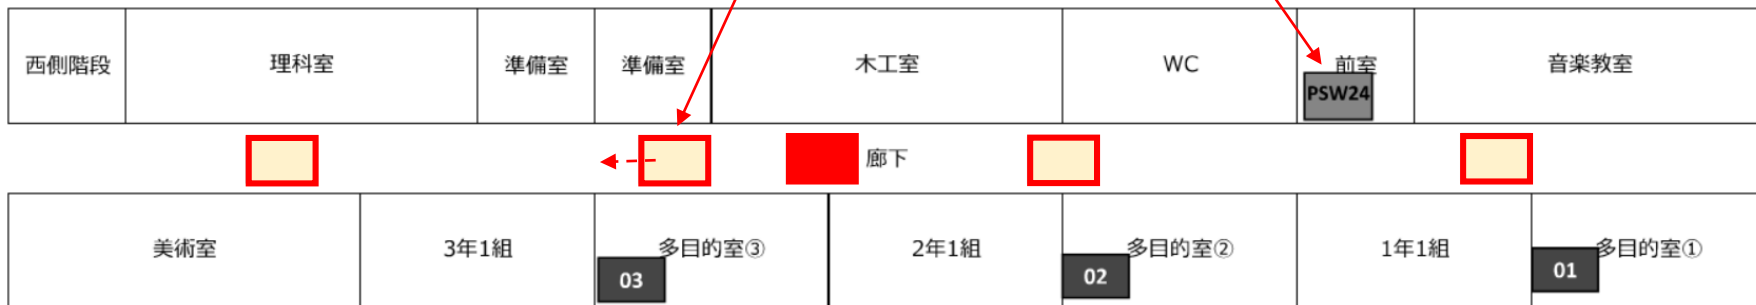 西側階段
理科室
準備室
準備室
木工室
WC
前室
PSW24
音楽教室
廊下
美術室
3年1組
多目的室③
03
2年1組
多目的室②
02
1年1組
多目的室①
01